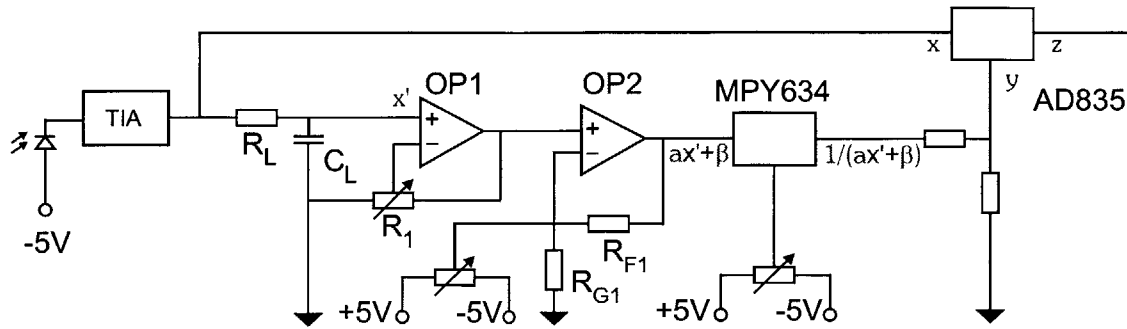 x
z
y
AD835
OP1
OP2
MPY634
TIA
x'
R_L
C_L
R_1
ax'+β
1/(ax'+β)
-5V
R_F1
R_G1
+5V
-5V
+5V
-5V